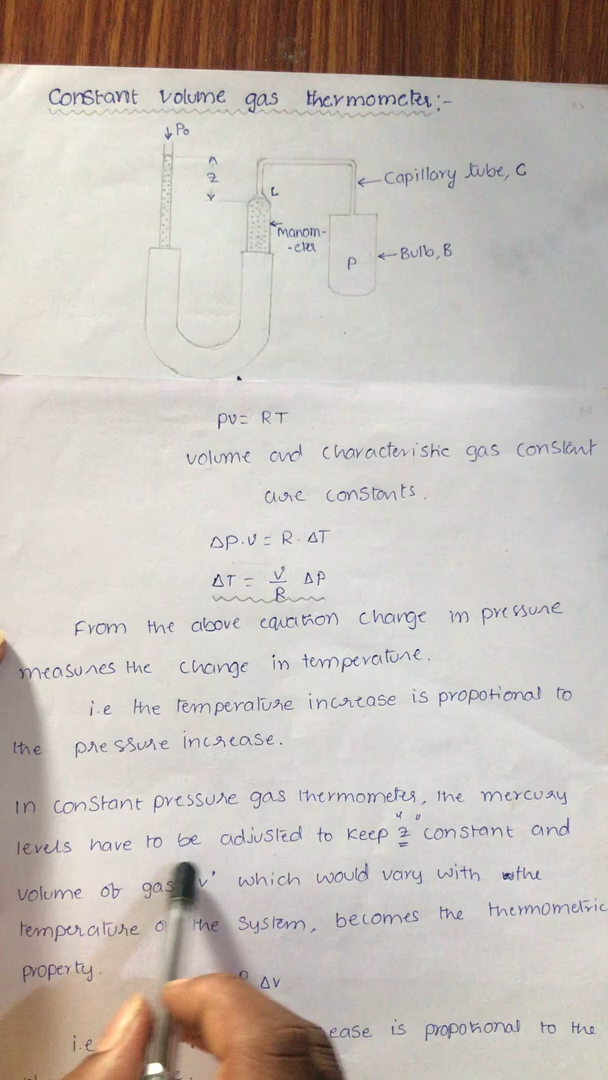 Constant volume gas thermometer:-
↓ Po
Z
L
← Capillary tube, C
← Manom-
-eter
P
← Bulb, B
PV = RT
volume and characteristic gas constant
are constants.
ΔP.V = R.ΔT
ΔT = V/R ΔP
From the above equation change in pressure
measures the change in temperature.
i.e the temperature increase is propotional to
the pressure increase.
In constant pressure gas thermometer, the mercury
levels have to be adjusted to keep "Z" constant and
volume of gas V' which would vary with the
temperature the system, becomes the thermometric
property.
ΔV
i.e ease is propotional to the